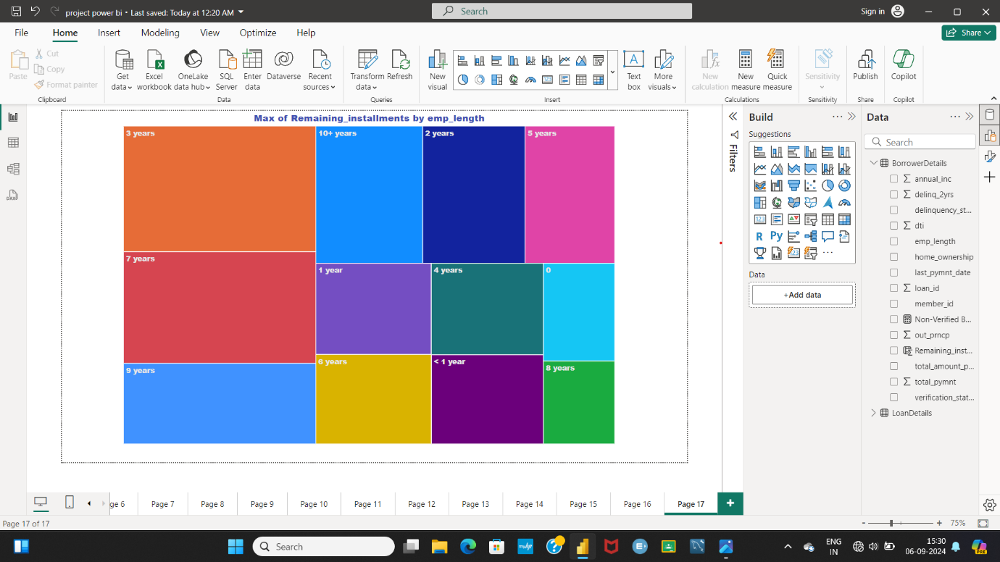 project power bi • Last saved: Today at 12:20 AM
Search
Sign in
File Home Insert Modeling View Optimize Help
Share
Paste
Cut
Copy
Format painter
Clipboard
Get data
Excel workbook
OneLake data hub
SQL Server
Enter data
Dataverse
Recent sources
Data
Transform data
Refresh
Queries
New visual
Text box
More visuals
Insert
New calculation
New measure
Quick measure
Calculations
Sensitivity
Sensitivity
Publish
Share
Copilot
Copilot
Max of Remaining_installments by emp_length
3 years
10+ years
2 years
5 years
7 years
1 year
4 years
0
9 years
6 years
< 1 year
8 years
Filters
Build
Suggestions
123
R Py
123
Data
+Add data
Data
Search
BorrowerDetails
annual_inc
delinq_2yrs
delinquency_st...
dti
emp_length
home_ownership
last_pymnt_date
loan_id
member_id
Non-Verified B...
out_prncp
Remaining_inst...
total_amount_p...
total_pymnt
verification_stat...
LoanDetails
ge 6 Page 7 Page 8 Page 9 Page 10 Page 11 Page 12 Page 13 Page 14 Page 15 Page 16 Page 17 +
Page 17 of 17
- + 75%
Search
myhp
ENG
IN
15:30
06-09-2024
PRE